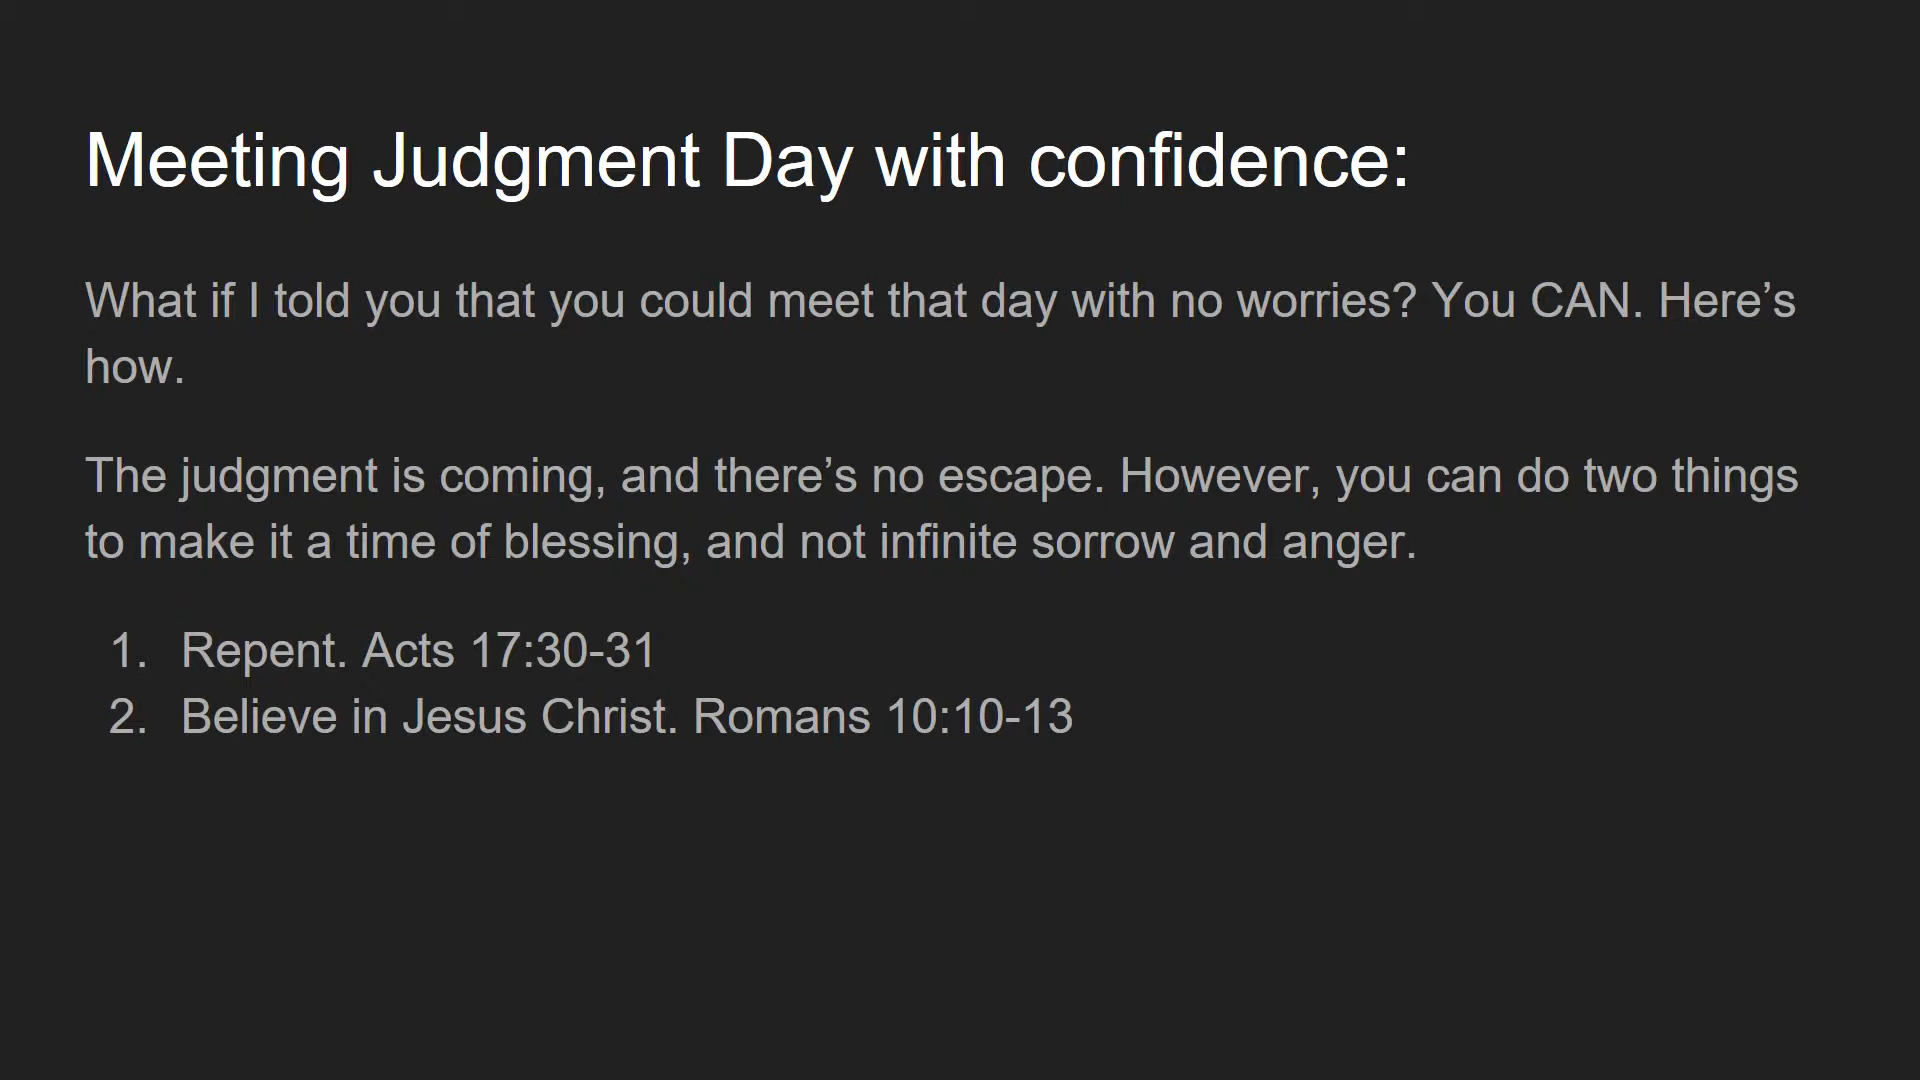 Meeting Judgment Day with confidence:
What if I told you that you could meet that day with no worries? You CAN. Here’s
how.
The judgment is coming, and there’s no escape. However, you can do two things
to make it a time of blessing, and not infinite sorrow and anger.
1. Repent. Acts 17:30-31
2. Believe in Jesus Christ. Romans 10:10-13